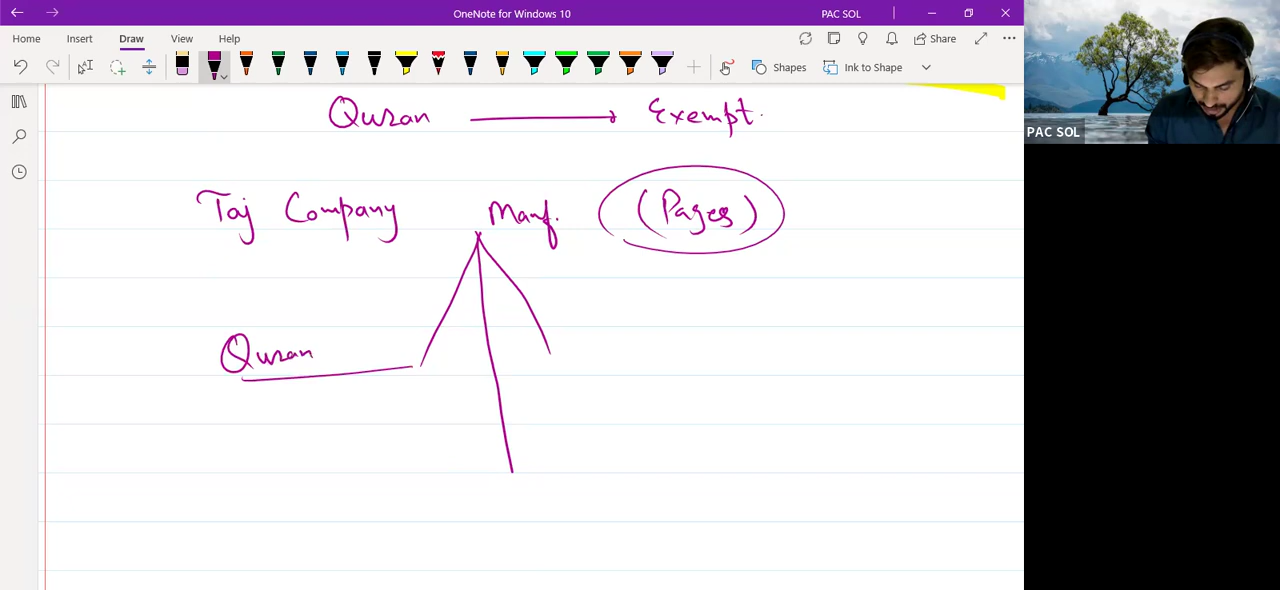 OneNote for Windows 10 PAC SOL
Home Insert Draw View Help Share
Shapes Ink to Shape
PAC SOL
Quran → Exempt.
Taj Company Manf. (Pages)
Quran